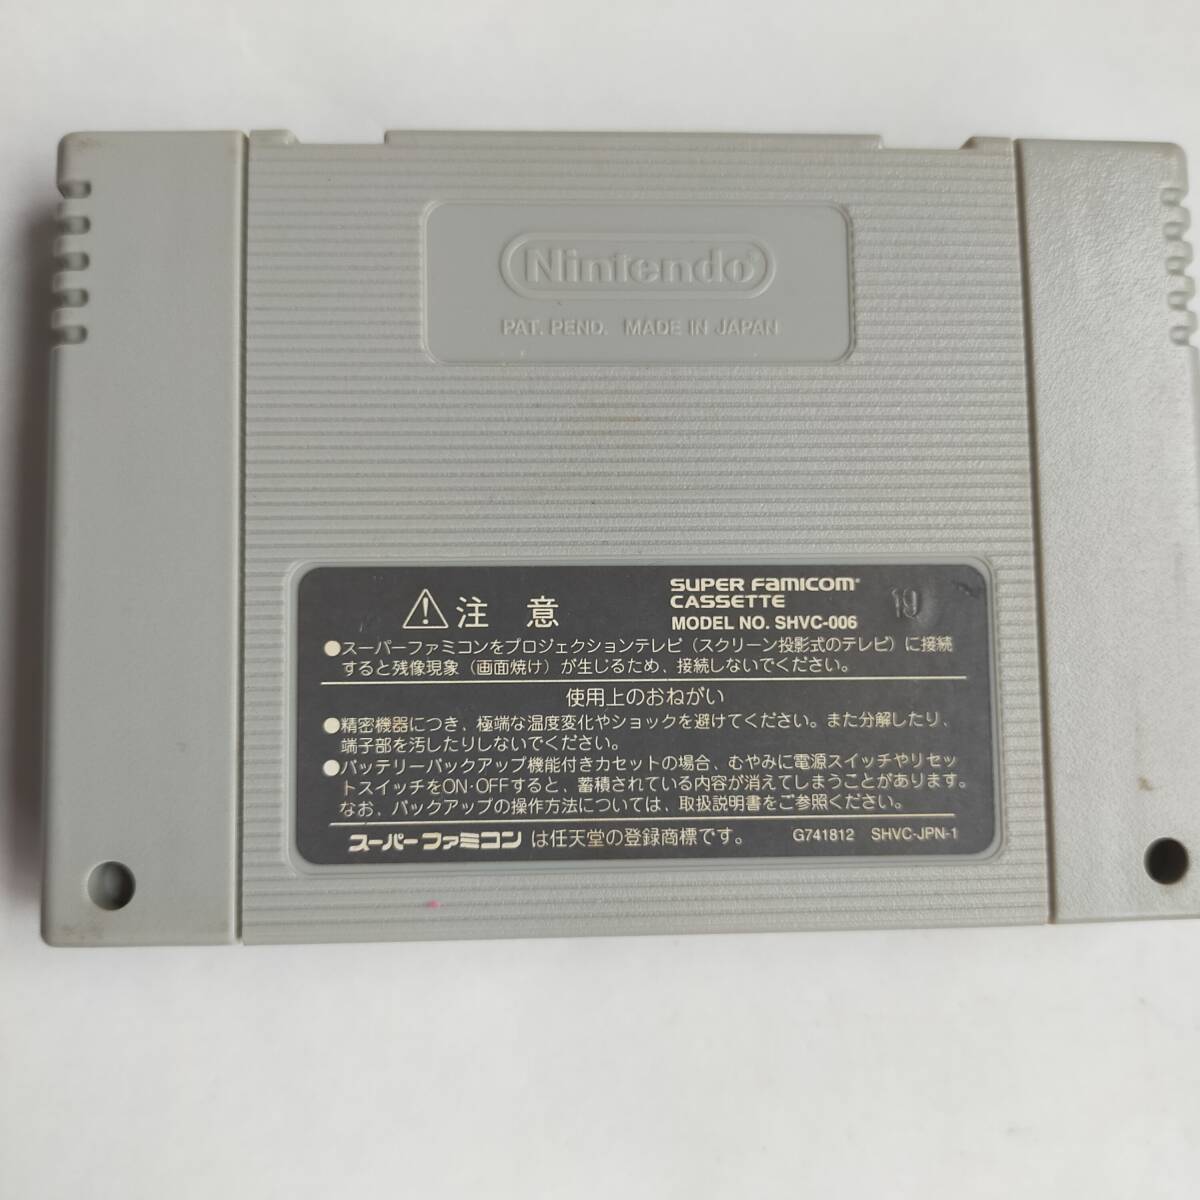 Nintendo®
PAT. PEND. MADE IN JAPAN
⚠注 意
SUPER FAMICOM®
CASSETTE
MODEL NO. SHVC-006
19
●スーパーファミコンをプロジェクションテレビ（スクリーン投影式のテレビ）に接続
すると残像現象（画面焼け）が生じるため、接続しないでください。
使用上のおねがい
●精密機器につき、極端な温度変化やショックを避けてください。また分解したり、
端子部を汚したりしないでください。
●バッテリーバックアップ機能付きカセットの場合、むやみに電源スイッチやリセッ
トスイッチをON·OFFすると、蓄積されている内容が消えてしまうことがあります。
なお、バックアップの操作方法については、取扱説明書をご参照ください。
スーパーファミコンは任天堂の登録商標です。
G741812 SHVC-JPN-1